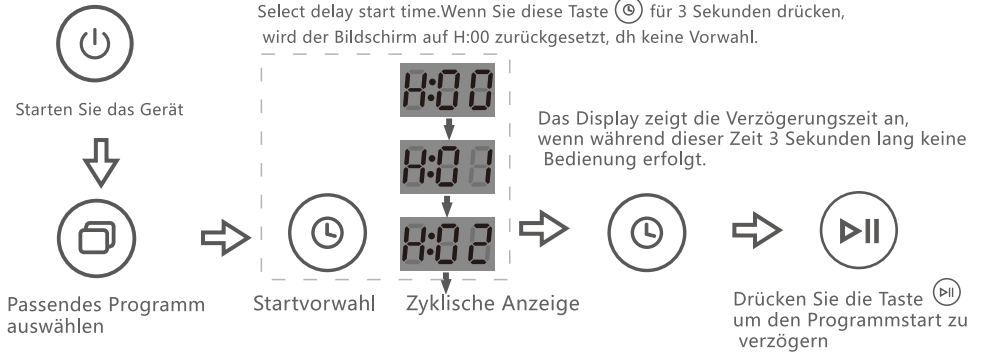 Select delay start time.Wenn Sie diese Taste für 3 Sekunden drücken,
wird der Bildschirm auf H:00 zurückgesetzt, dh keine Vorwahl.
Starten Sie das Gerät
H:00
H:01
H:02
Das Display zeigt die Verzögerungszeit an,
wenn während dieser Zeit 3 Sekunden lang keine
Bedienung erfolgt.
Passendes Programm
auswählen
Startvorwahl
Zyklische Anzeige
Drücken Sie die Taste
um den Programmstart zu
verzögern